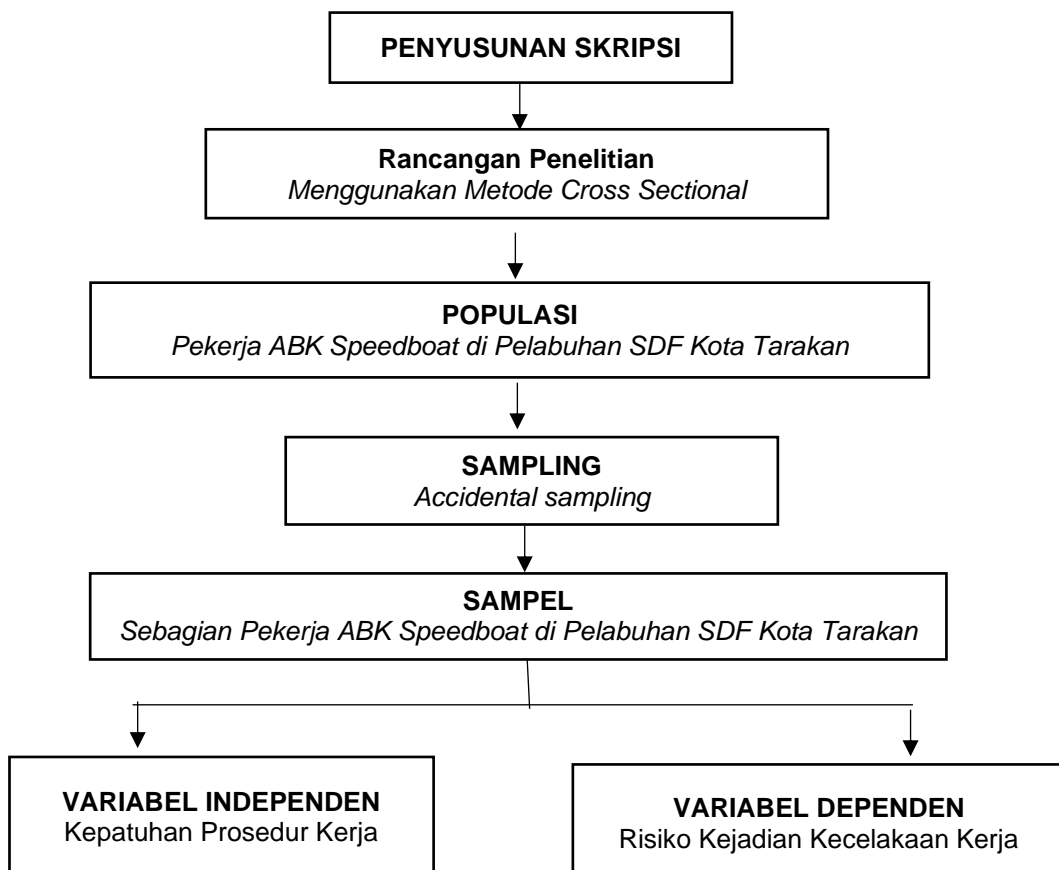 PENYUSUNAN SKRIPSI
Rancangan Penelitian
Menggunakan Metode Cross Sectional
POPULASI
Pekerja ABK Speedboat di Pelabuhan SDF Kota Tarakan
SAMPLING
Accidental sampling
SAMPEL
Sebagian Pekerja ABK Speedboat di Pelabuhan SDF Kota Tarakan
VARIABEL INDEPENDEN
Kepatuhan Prosedur Kerja
VARIABEL DEPENDEN
Risiko Kejadian Kecelakaan Kerja